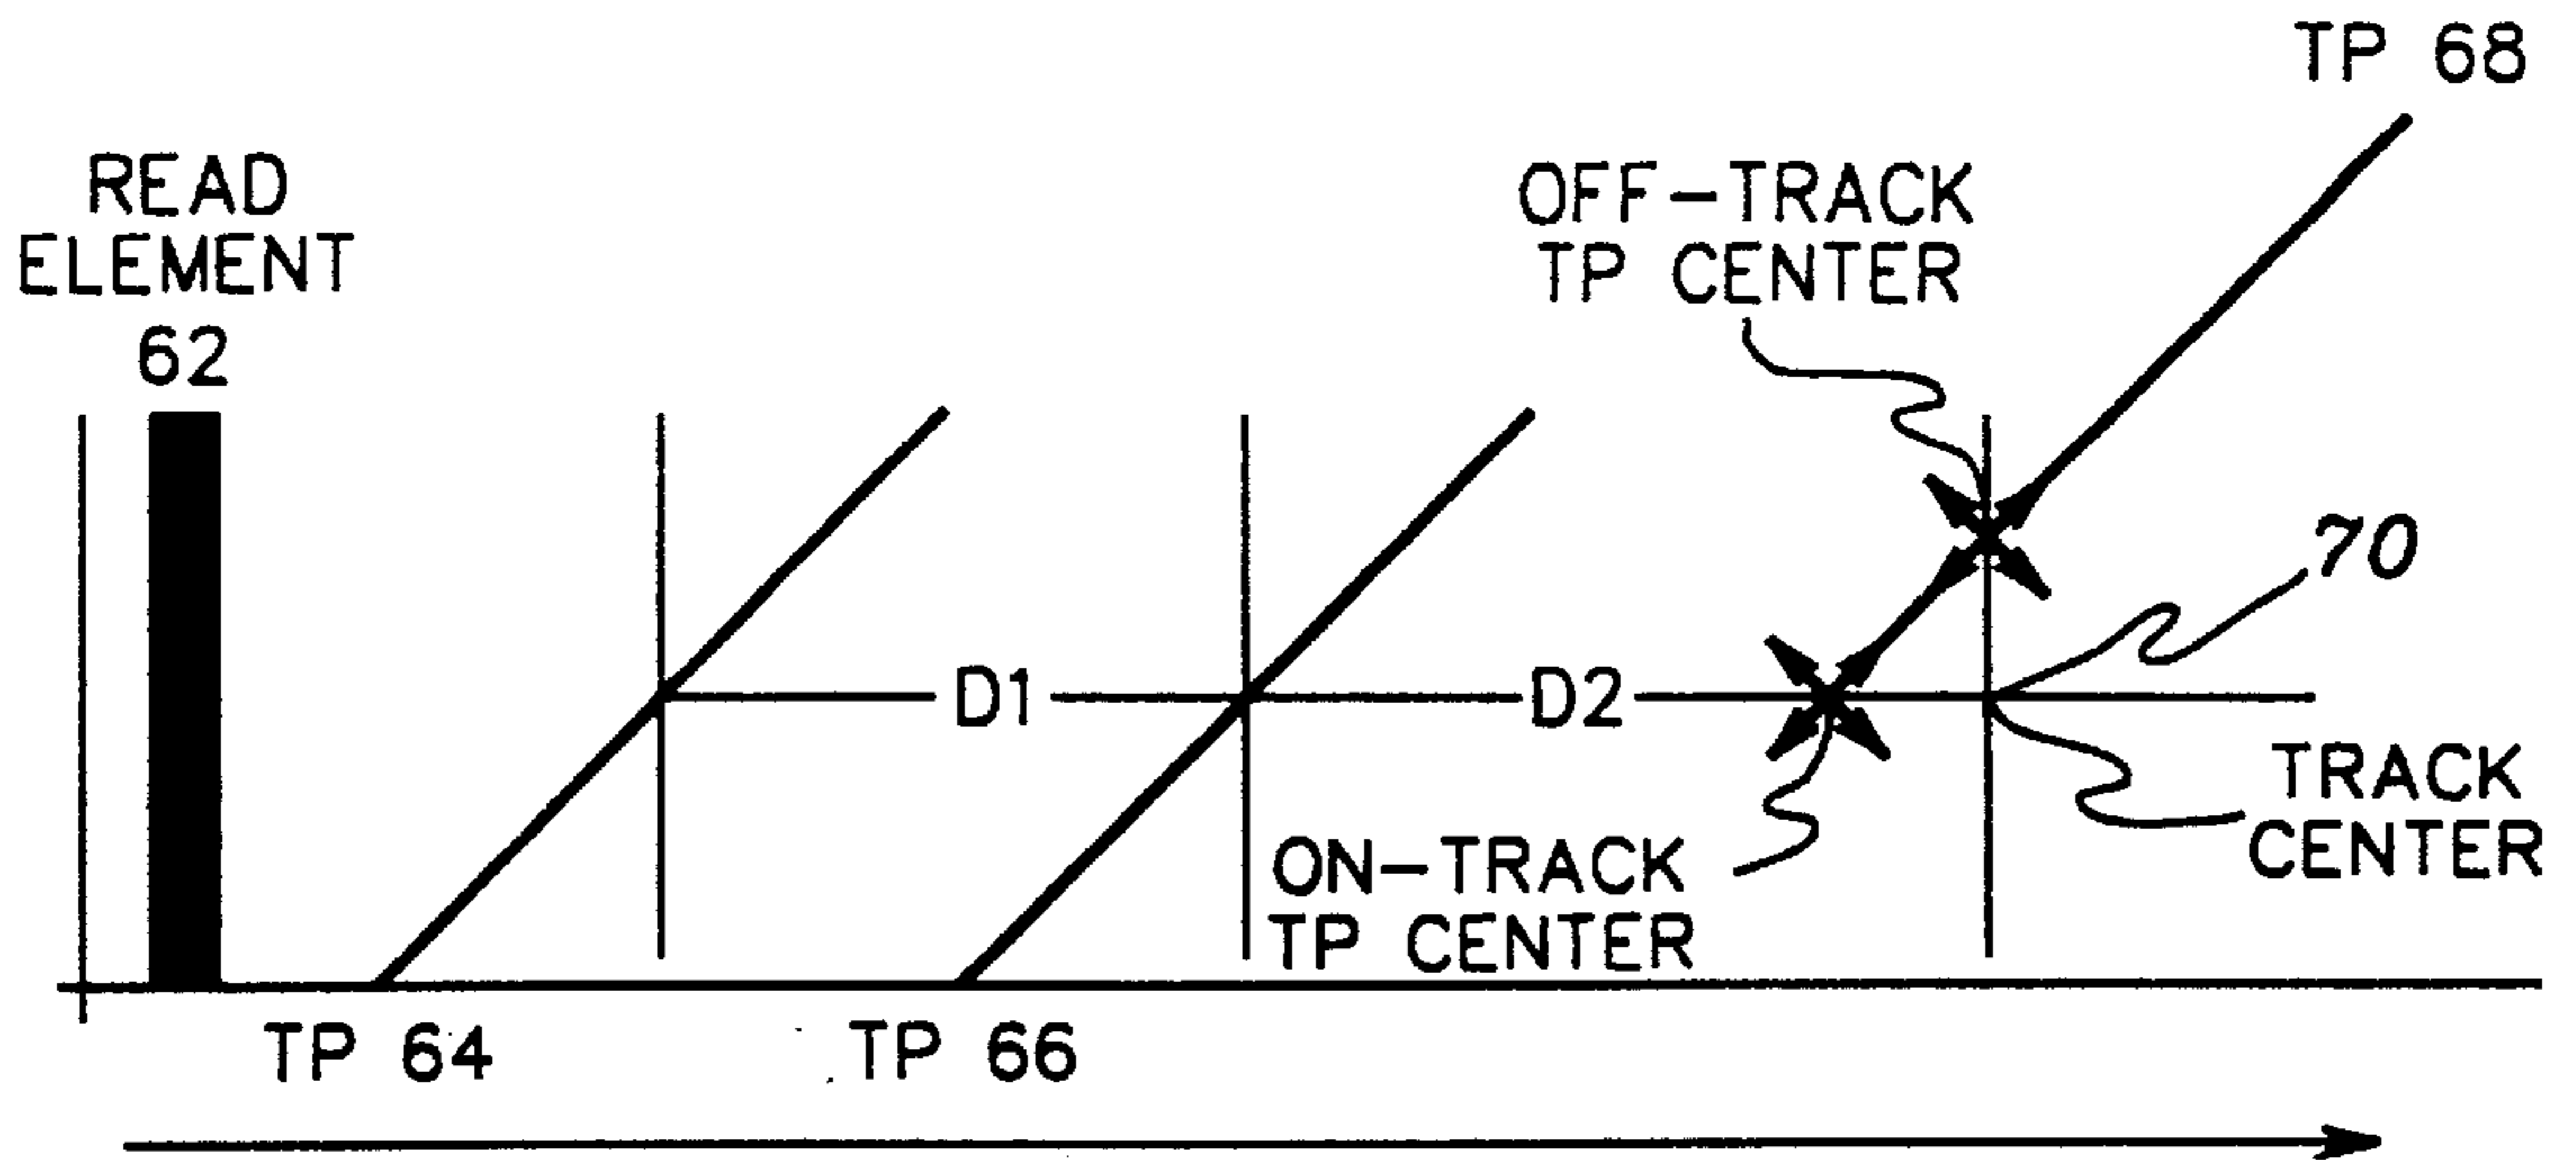 TP 68
READ
ELEMENT
62
OFF-TRACK
TP CENTER
70
D1
D2
TRACK
CENTER
ON-TRACK
TP CENTER
TP 64
TP 66